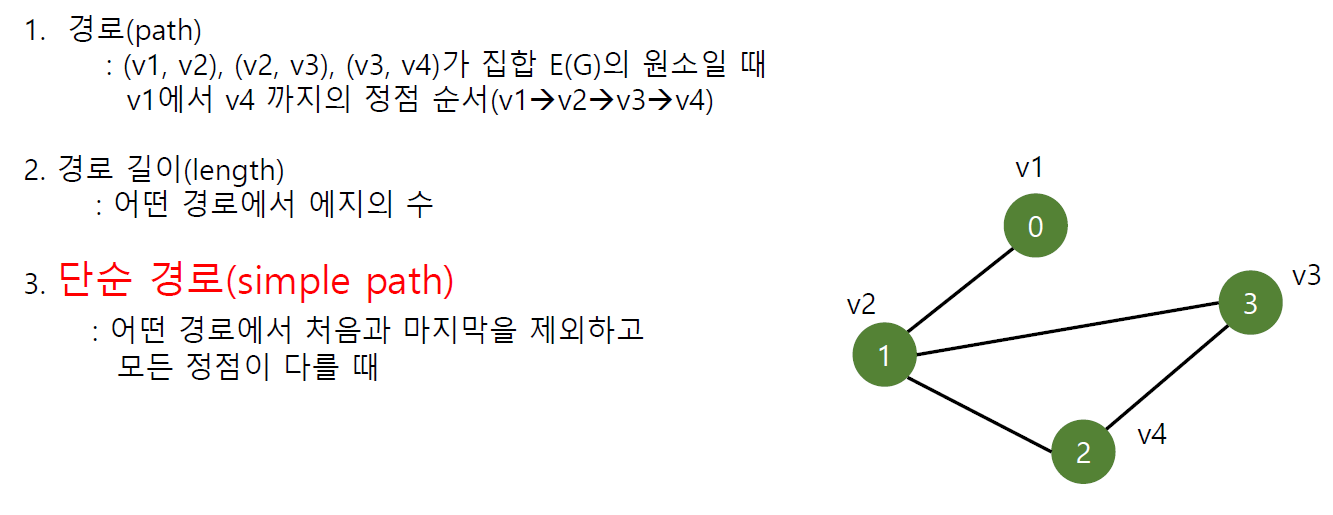 1. 경로(path)
: (v1, v2), (v2, v3), (v3, v4)가 집합 E(G)의 원소일 때
v1에서 v4 까지의 정점 순서(v1→v2→v3→v4)
2. 경로 길이(length)
: 어떤 경로에서 에지의 수
3. 단순 경로(simple path)
: 어떤 경로에서 처음과 마지막을 제외하고
모든 정점이 다를 때
v1
0
v3
3
v2
1
v4
2